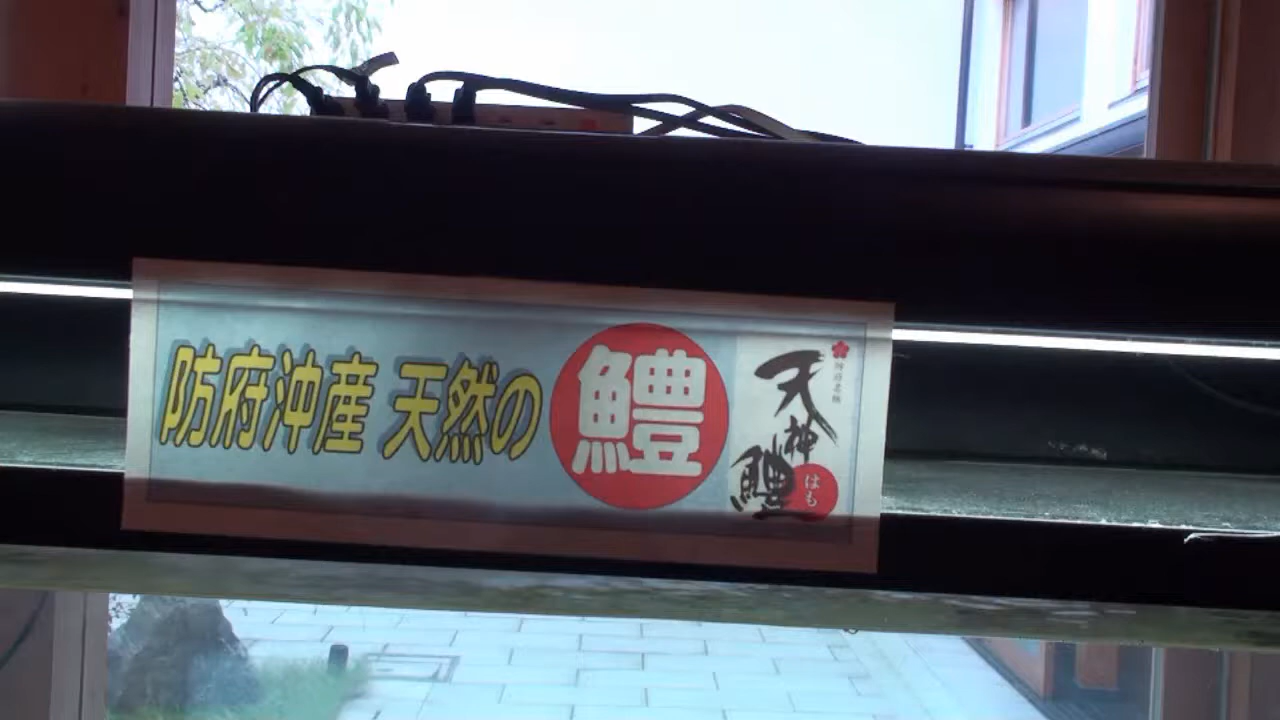 防府沖産 天然の
鱧
天神
鱧
はも